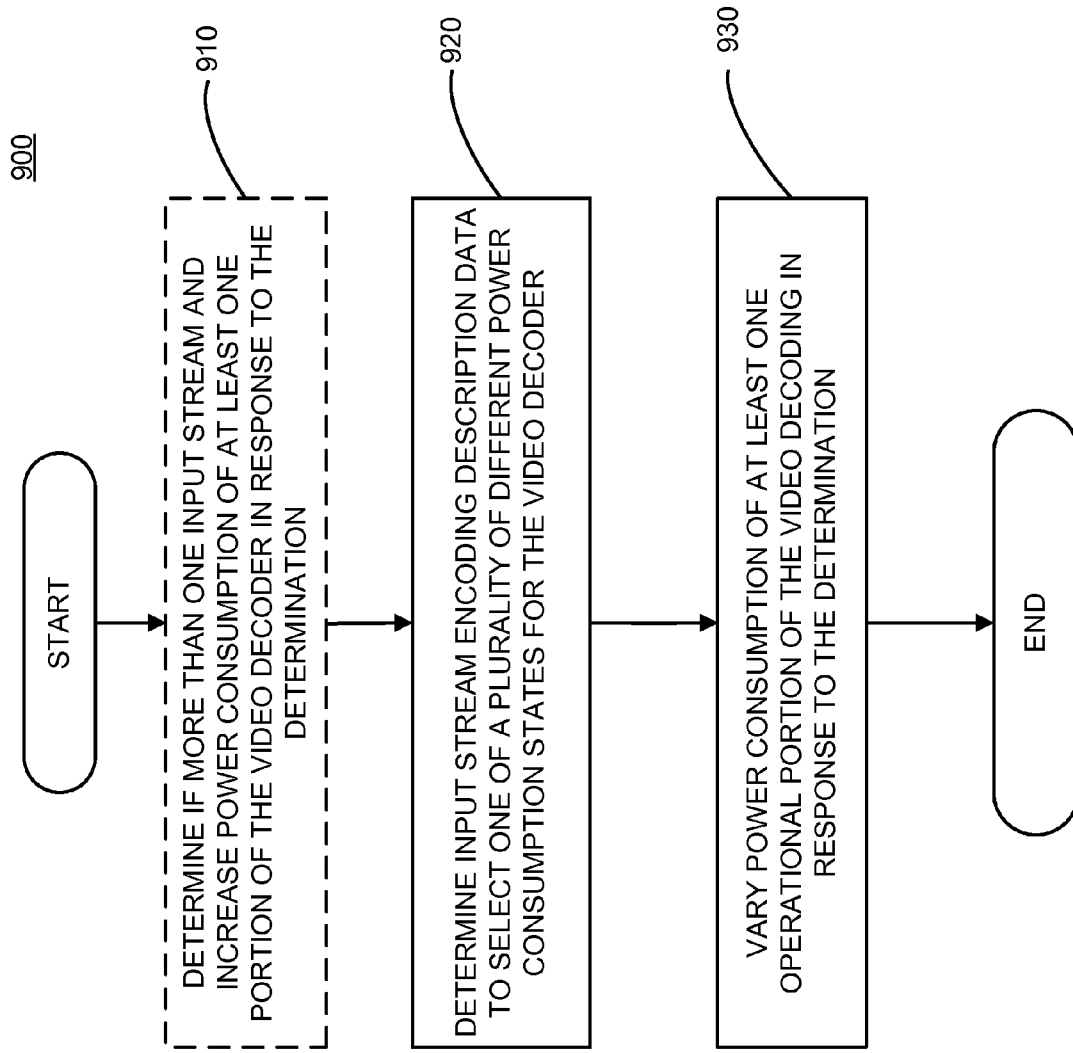 900
START
DETERMINE IF MORE THAN ONE INPUT STREAM AND
INCREASE POWER CONSUMPTION OF AT LEAST ONE
PORTION OF THE VIDEO DECODER IN RESPONSE TO THE
DETERMINATION
910
DETERMINE INPUT STREAM ENCODING DESCRIPTION DATA
TO SELECT ONE OF A PLURALITY OF DIFFERENT POWER
CONSUMPTION STATES FOR THE VIDEO DECODER
920
VARY POWER CONSUMPTION OF AT LEAST ONE
OPERATIONAL PORTION OF THE VIDEO DECODING IN
RESPONSE TO THE DETERMINATION
930
END